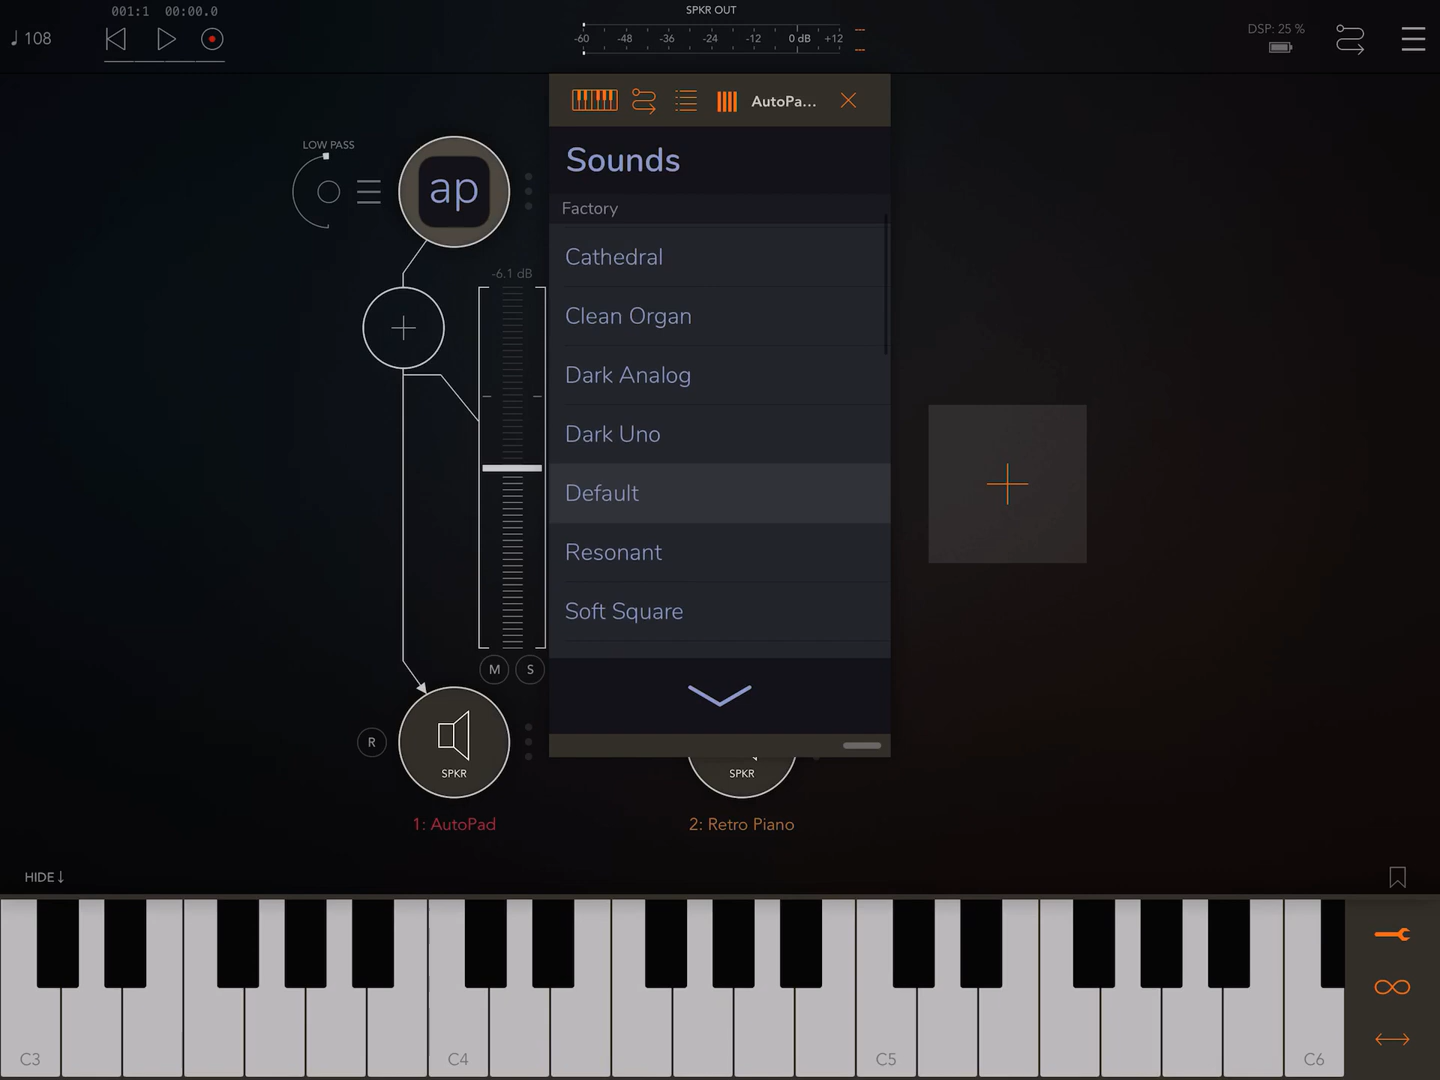 001:1 00:00.0
♩108
SPKR OUT
-60 -48 -36 -24 -12 0 dB +12
DSP: 25 %
AutoPa...
Sounds
Factory
Cathedral
Clean Organ
Dark Analog
Dark Uno
Default
Resonant
Soft Square
LOW PASS
ap
-6.1 dB
M S
R
SPKR
SPKR
1: AutoPad
2: Retro Piano
HIDE↓
C3 C4 C5 C6